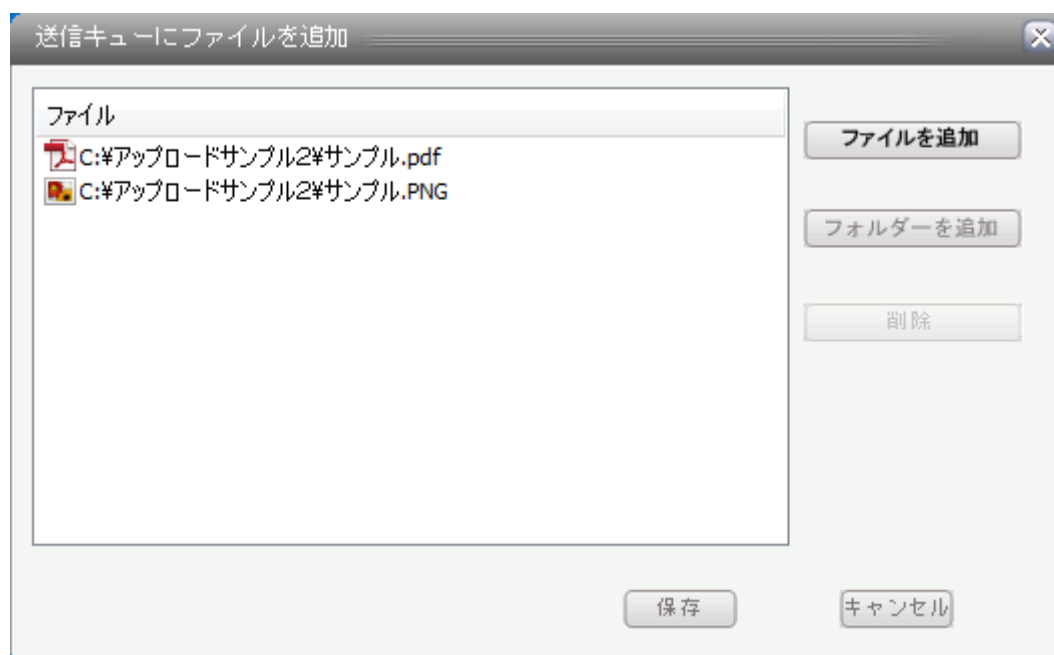 送信キューにファイルを追加
ファイル
C:¥アップロードサンプル2¥サンプル.pdf
C:¥アップロードサンプル2¥サンプル.PNG
ファイルを追加
フォルダーを追加
削除
保存
キャンセル